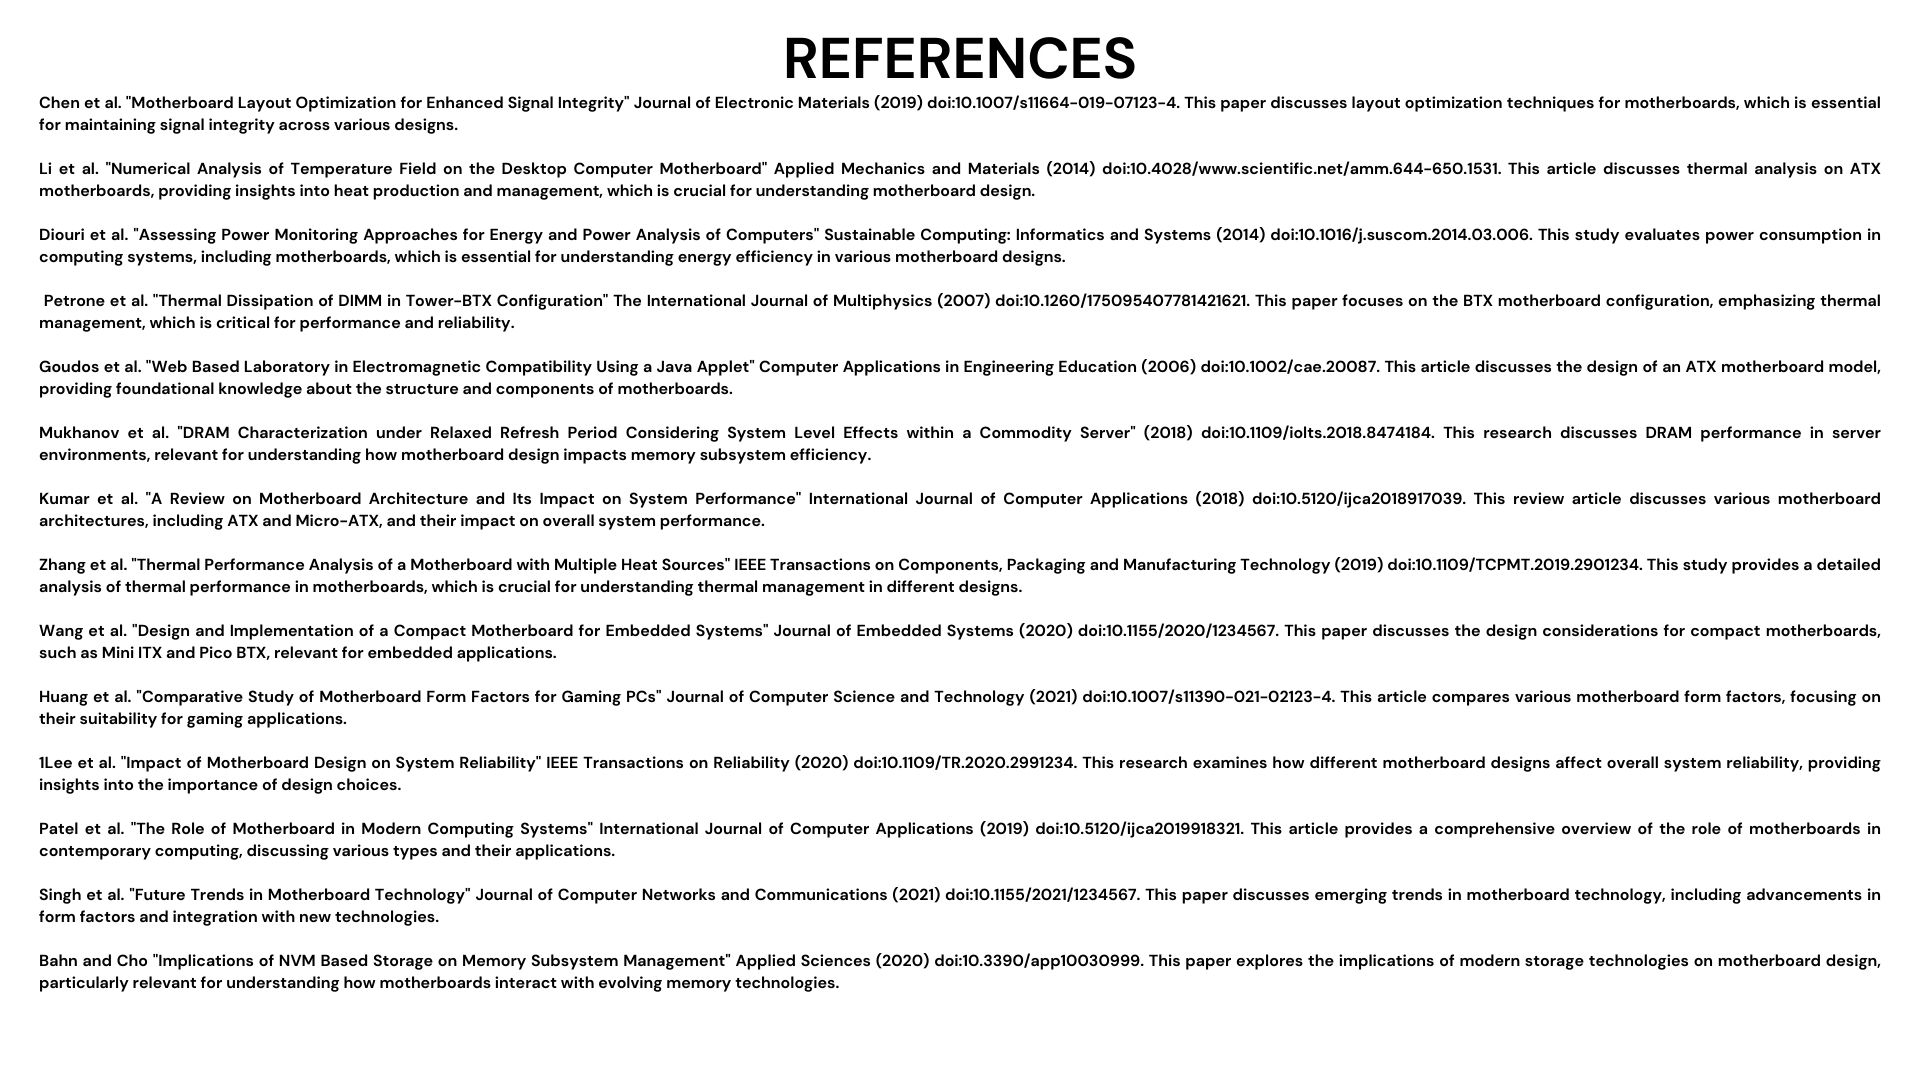 REFERENCES
Chen et al. "Motherboard Layout Optimization for Enhanced Signal Integrity" Journal of Electronic Materials (2019) doi:10.1007/s11664-019-07123-4. This paper discusses layout optimization techniques for motherboards, which is essential
for maintaining signal integrity across various designs.
Li et al. "Numerical Analysis of Temperature Field on the Desktop Computer Motherboard" Applied Mechanics and Materials (2014) doi:10.4028/www.scientific.net/amm.644-650.1531. This article discusses thermal analysis on ATX
motherboards, providing insights into heat production and management, which is crucial for understanding motherboard design.
Diouri et al. "Assessing Power Monitoring Approaches for Energy and Power Analysis of Computers" Sustainable Computing: Informatics and Systems (2014) doi:10.1016/j.suscom.2014.03.006. This study evaluates power consumption in
computing systems, including motherboards, which is essential for understanding energy efficiency in various motherboard designs.
Petrone et al. "Thermal Dissipation of DIMM in Tower-BTX Configuration" The International Journal of Multiphysics (2007) doi:10.1260/175095407781421621. This paper focuses on the BTX motherboard configuration, emphasizing thermal
management, which is critical for performance and reliability.
Goudos et al. "Web Based Laboratory in Electromagnetic Compatibility Using a Java Applet" Computer Applications in Engineering Education (2006) doi:10.1002/cae.20087. This article discusses the design of an ATX motherboard model,
providing foundational knowledge about the structure and components of motherboards.
Mukhanov et al. "DRAM Characterization under Relaxed Refresh Period Considering System Level Effects within a Commodity Server" (2018) doi:10.1109/iolts.2018.8474184. This research discusses DRAM performance in server
environments, relevant for understanding how motherboard design impacts memory subsystem efficiency.
Kumar et al. "A Review on Motherboard Architecture and Its Impact on System Performance" International Journal of Computer Applications (2018) doi:10.5120/ijca2018917039. This review article discusses various motherboard
architectures, including ATX and Micro-ATX, and their impact on overall system performance.
Zhang et al. "Thermal Performance Analysis of a Motherboard with Multiple Heat Sources" IEEE Transactions on Components, Packaging and Manufacturing Technology (2019) doi:10.1109/TCPMT.2019.2901234. This study provides a detailed
analysis of thermal performance in motherboards, which is crucial for understanding thermal management in different designs.
Wang et al. "Design and Implementation of a Compact Motherboard for Embedded Systems" Journal of Embedded Systems (2020) doi:10.1155/2020/1234567. This paper discusses the design considerations for compact motherboards,
such as Mini ITX and Pico BTX, relevant for embedded applications.
Huang et al. "Comparative Study of Motherboard Form Factors for Gaming PCs" Journal of Computer Science and Technology (2021) doi:10.1007/s11390-021-02123-4. This article compares various motherboard form factors, focusing on
their suitability for gaming applications.
1Lee et al. "Impact of Motherboard Design on System Reliability" IEEE Transactions on Reliability (2020) doi:10.1109/TR.2020.2991234. This research examines how different motherboard designs affect overall system reliability, providing
insights into the importance of design choices.
Patel et al. "The Role of Motherboard in Modern Computing Systems" International Journal of Computer Applications (2019) doi:10.5120/ijca2019918321. This article provides a comprehensive overview of the role of motherboards in
contemporary computing, discussing various types and their applications.
Singh et al. "Future Trends in Motherboard Technology" Journal of Computer Networks and Communications (2021) doi:10.1155/2021/1234567. This paper discusses emerging trends in motherboard technology, including advancements in
form factors and integration with new technologies.
Bahn and Cho "Implications of NVM Based Storage on Memory Subsystem Management" Applied Sciences (2020) doi:10.3390/app10030999. This paper explores the implications of modern storage technologies on motherboard design,
particularly relevant for understanding how motherboards interact with evolving memory technologies.